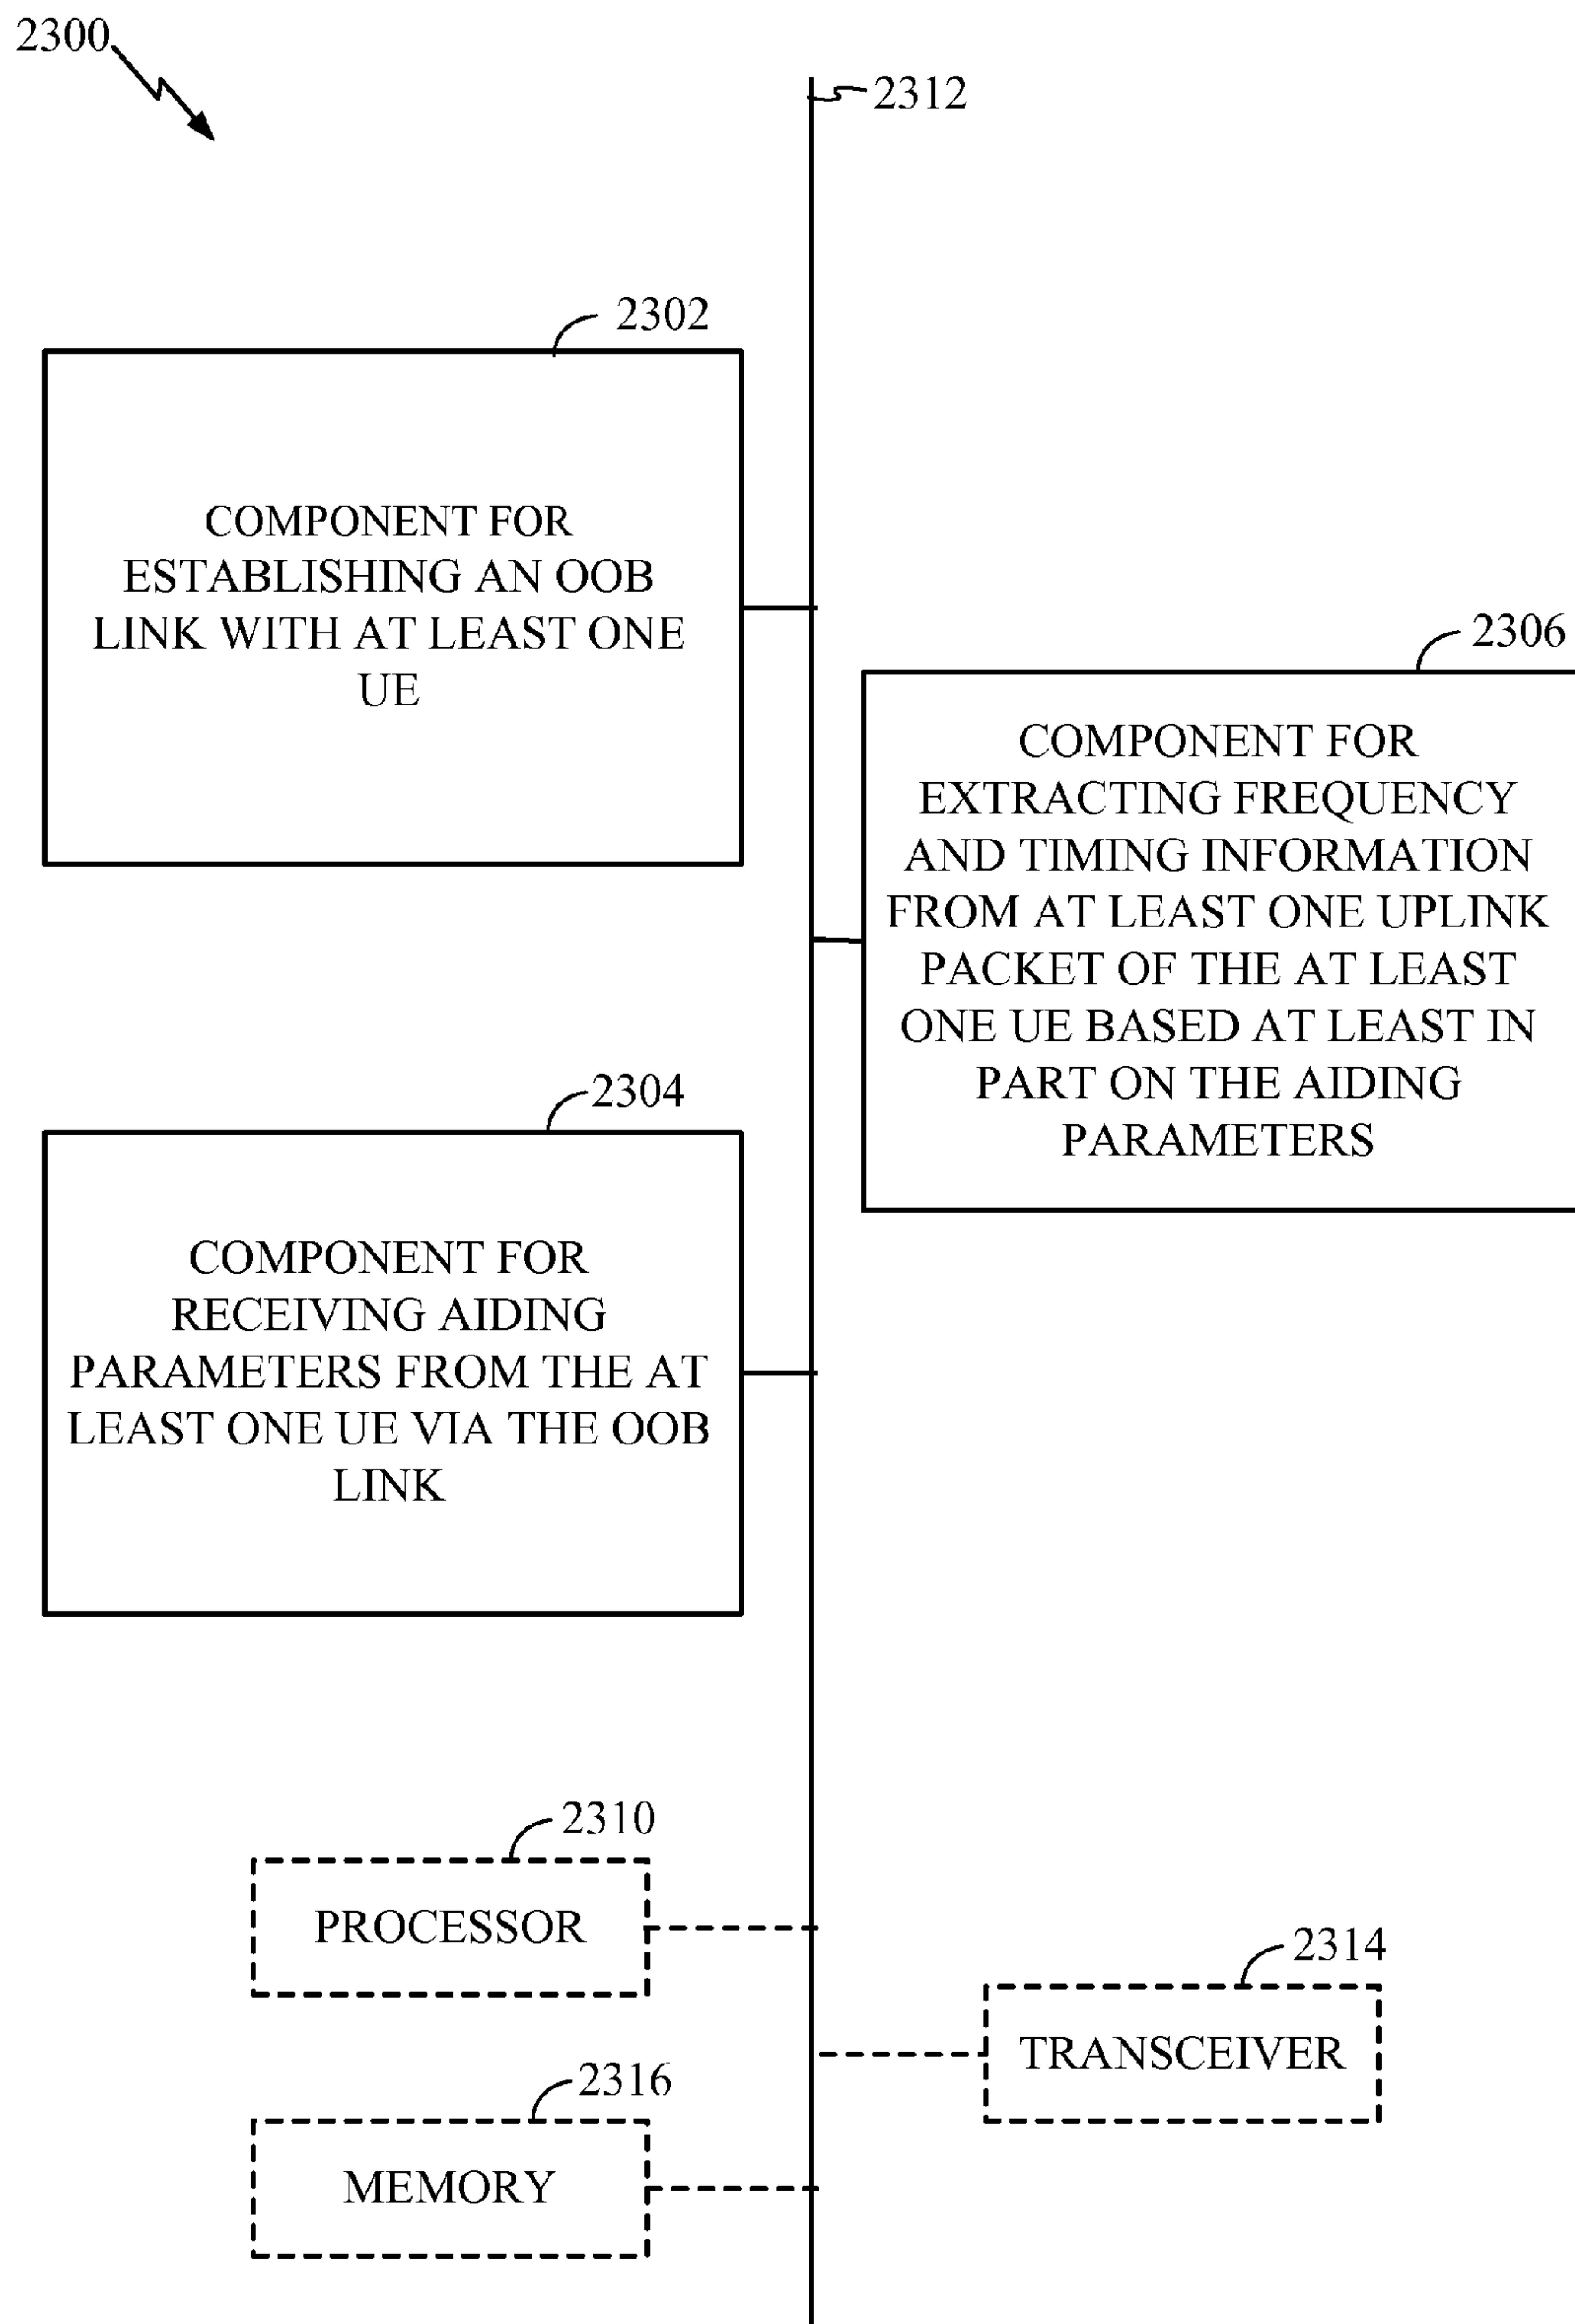 2300
2312
2302
COMPONENT FOR
ESTABLISHING AN OOB
LINK WITH AT LEAST ONE
UE
2306
COMPONENT FOR
EXTRACTING FREQUENCY
AND TIMING INFORMATION
FROM AT LEAST ONE UPLINK
PACKET OF THE AT LEAST
ONE UE BASED AT LEAST IN
PART ON THE AIDING
PARAMETERS
2304
COMPONENT FOR
RECEIVING AIDING
PARAMETERS FROM THE AT
LEAST ONE UE VIA THE OOB
LINK
2310
PROCESSOR
2314
TRANSCEIVER
2316
MEMORY